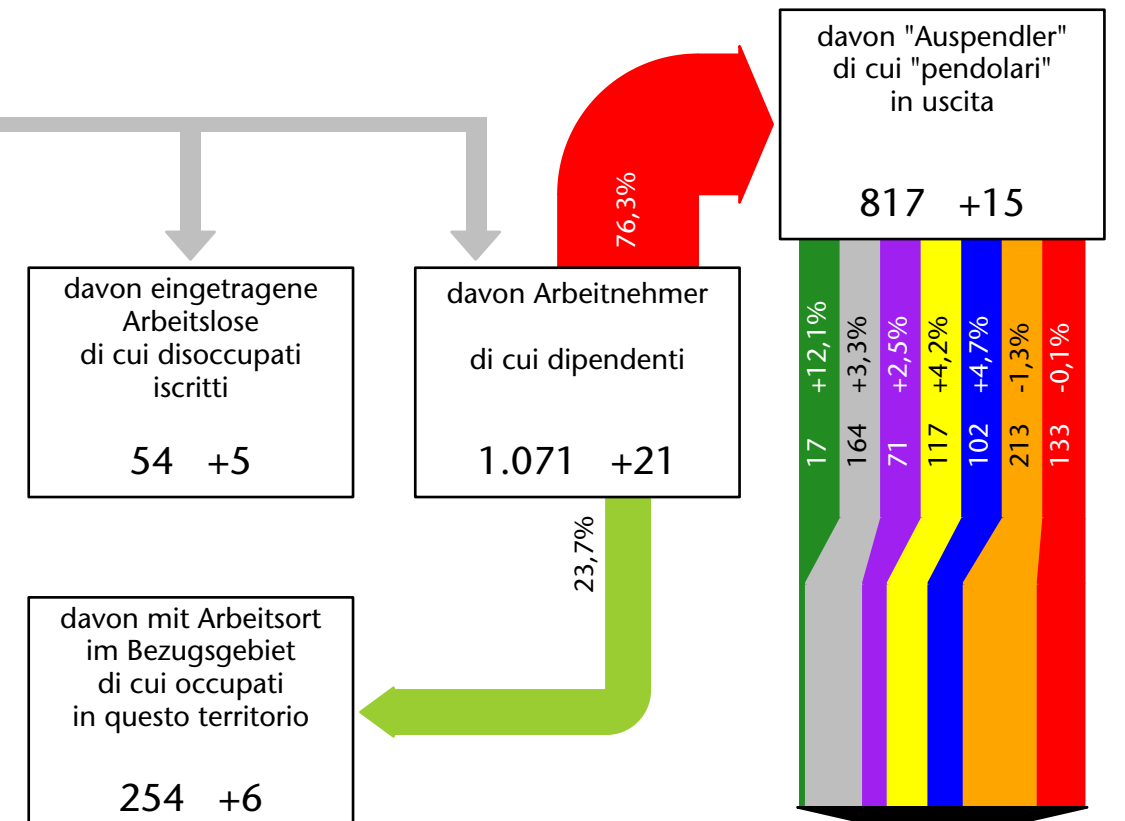 davon "Auspendler"
di cui "pendolari"
in uscita
817 +15
76,3%
davon eingetragene
Arbeitslose
di cui disoccupati
iscritti
54 +5
davon Arbeitnehmer
di cui dipendenti
1.071 +21
17 +12,1%
164 +3,3%
71 +2,5%
117 +4,2%
102 +4,7%
213 -1,3%
133 -0,1%
23,7%
davon mit Arbeitsort
im Bezugsgebiet
di cui occupati
in questo territorio
254 +6